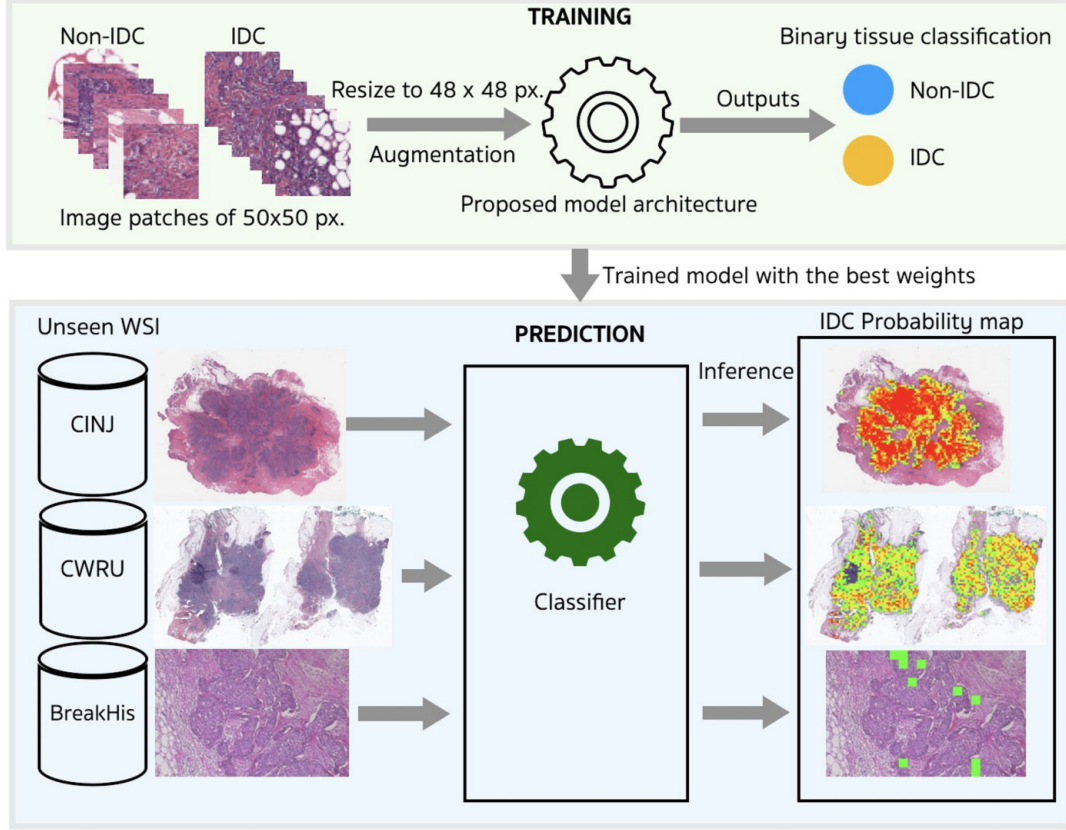 TRAINING
Non-IDC
IDC
Resize to 48 x 48 px.
Augmentation
Image patches of 50x50 px.
Proposed model architecture
Outputs
Binary tissue classification
Non-IDC
IDC
Trained model with the best weights
PREDICTION
Unseen WSI
IDC Probability map
Inference
CINJ
CWRU
BreakHis
Classifier